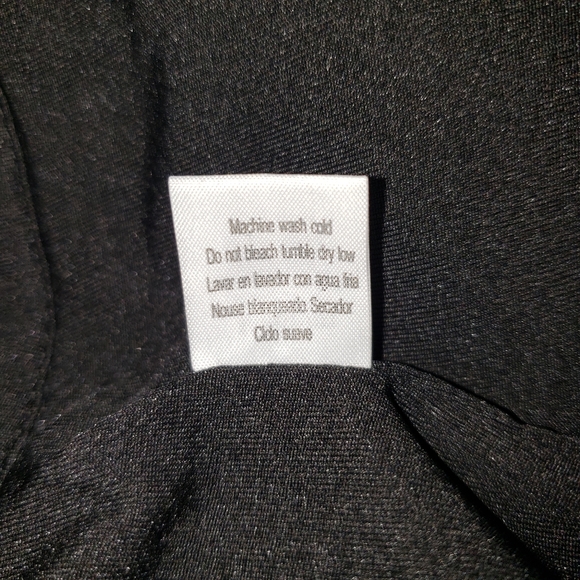 Machine wash cold
Do not bleach tumble dry low
Lavar en lavador con agua fria
Nouse blanqueado. Secador
Ciclo suave